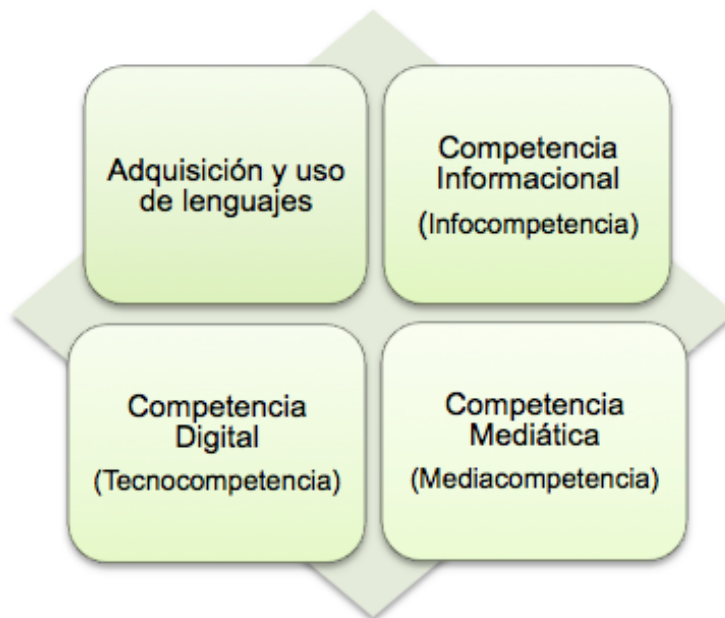 Adquisición y uso
de lenguajes
Competencia
Informacional
(Infocompetencia)
Competencia
Digital
(Tecnocompetencia)
Competencia
Mediática
(Mediacompetencia)